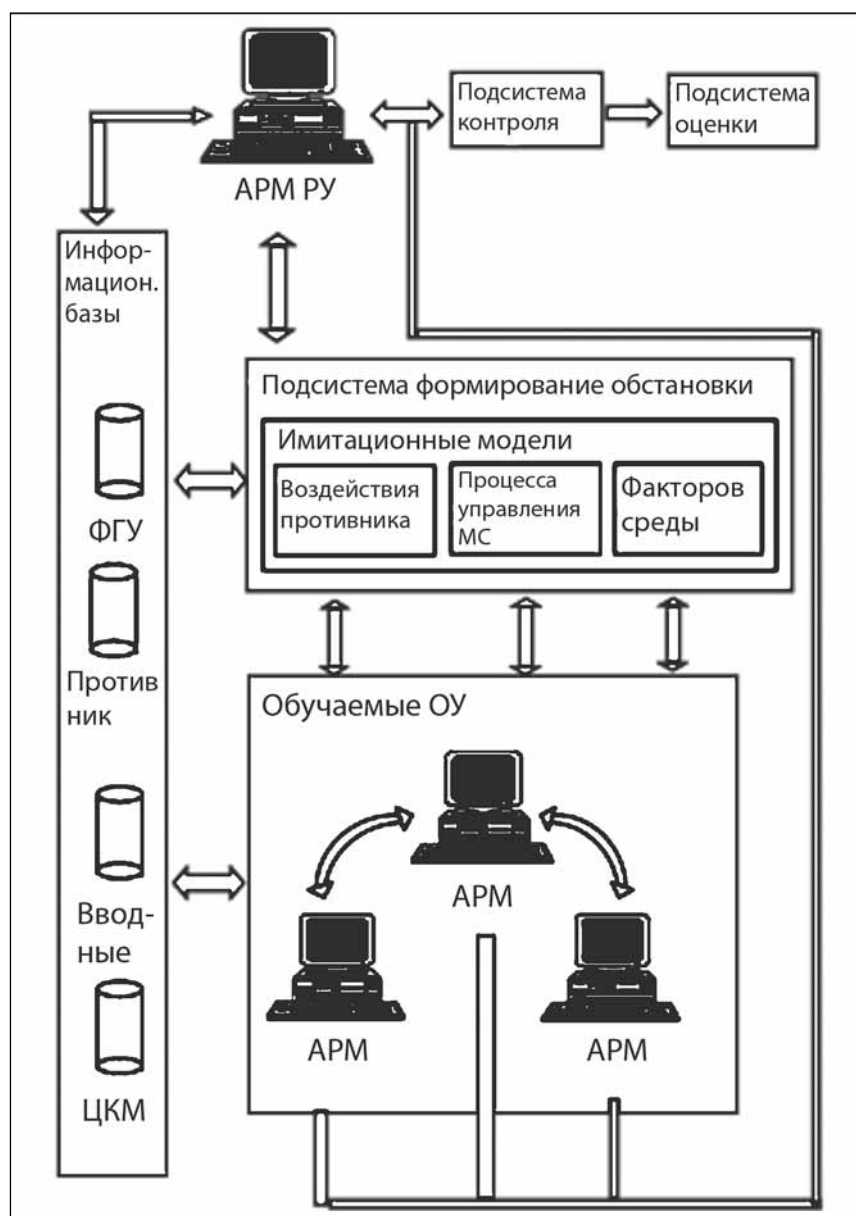 АРМ РУ
Подсистема
контроля
Подсистема
оценки
Инфор-
мацион.
базы
ФГУ
Против
ник
Ввод-
ные
ЦКМ
Подсистема формирование обстановки
Имитационные модели
Воздействия
противника
Процесса
управления
МС
Факторов
среды
Обучаемые ОУ
АРМ
АРМ
АРМ